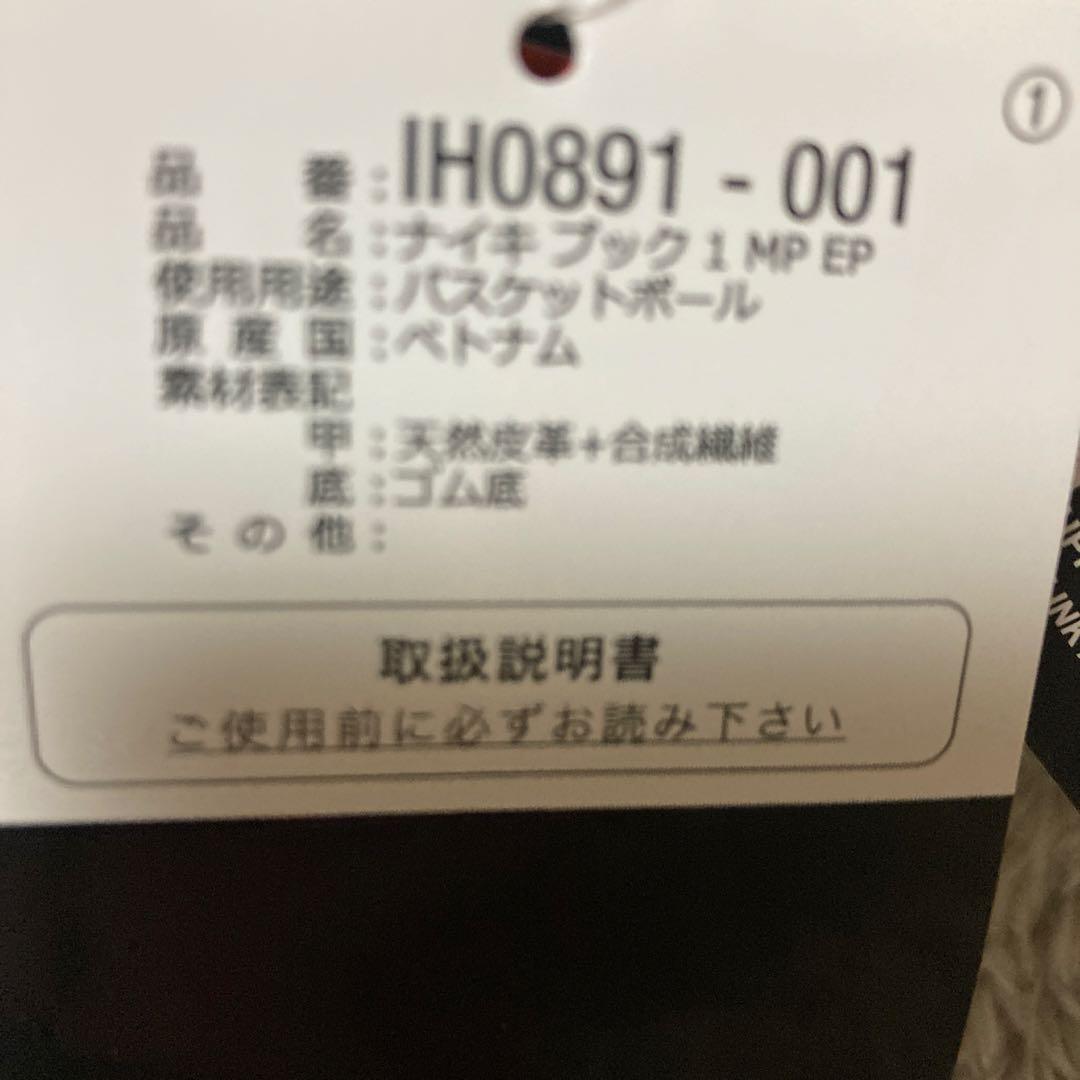 ①
品番:IH0891-001
品名:ナイキ ブック 1 MP EP
使用用途:バスケットボール
原産国:ベトナム
素材表記
甲:天然皮革+合成繊維
底:ゴム底
その他:
取扱説明書
ご使用前に必ずお読み下さい